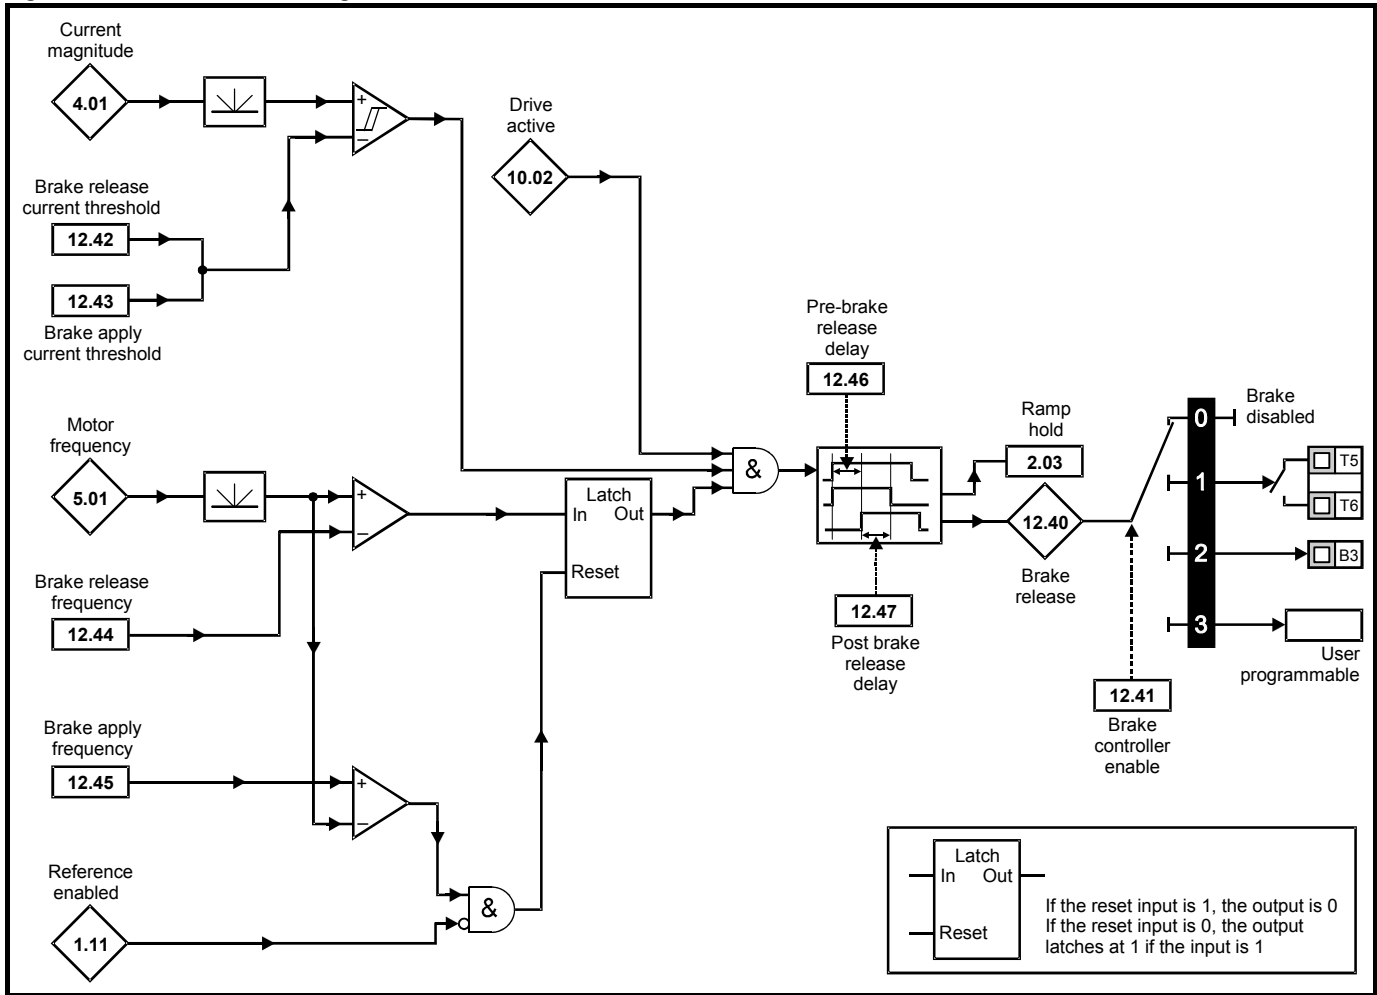 Current
magnitude
4.01
+
−
Brake release
current threshold
12.42
12.43
Brake apply
current threshold
Drive
active
10.02
Motor
frequency
5.01
+
−
Brake release
frequency
12.44
Latch
In Out
Reset
&
Pre-brake
release
delay
12.46
12.47
Post brake
release
delay
Ramp
hold
2.03
12.40
Brake
release
0
Brake
disabled
1
T5
T6
2
B3
3
User
programmable
12.41
Brake
controller
enable
Brake apply
frequency
12.45
+
−
Reference
enabled
1.11
&
Latch
In Out
Reset
If the reset input is 1, the output is 0
If the reset input is 0, the output
latches at 1 if the input is 1